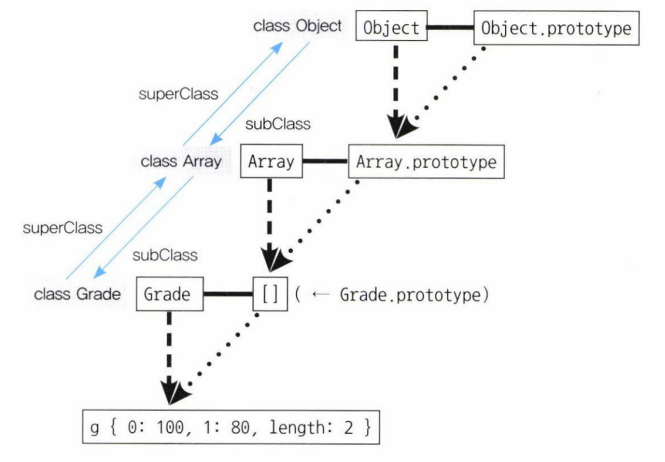 class Object Object Object.prototype
superClass
subClass
class Array Array Array.prototype
superClass
subClass
class Grade Grade [] ( ← Grade.prototype)
g { 0: 100, 1: 80, length: 2 }